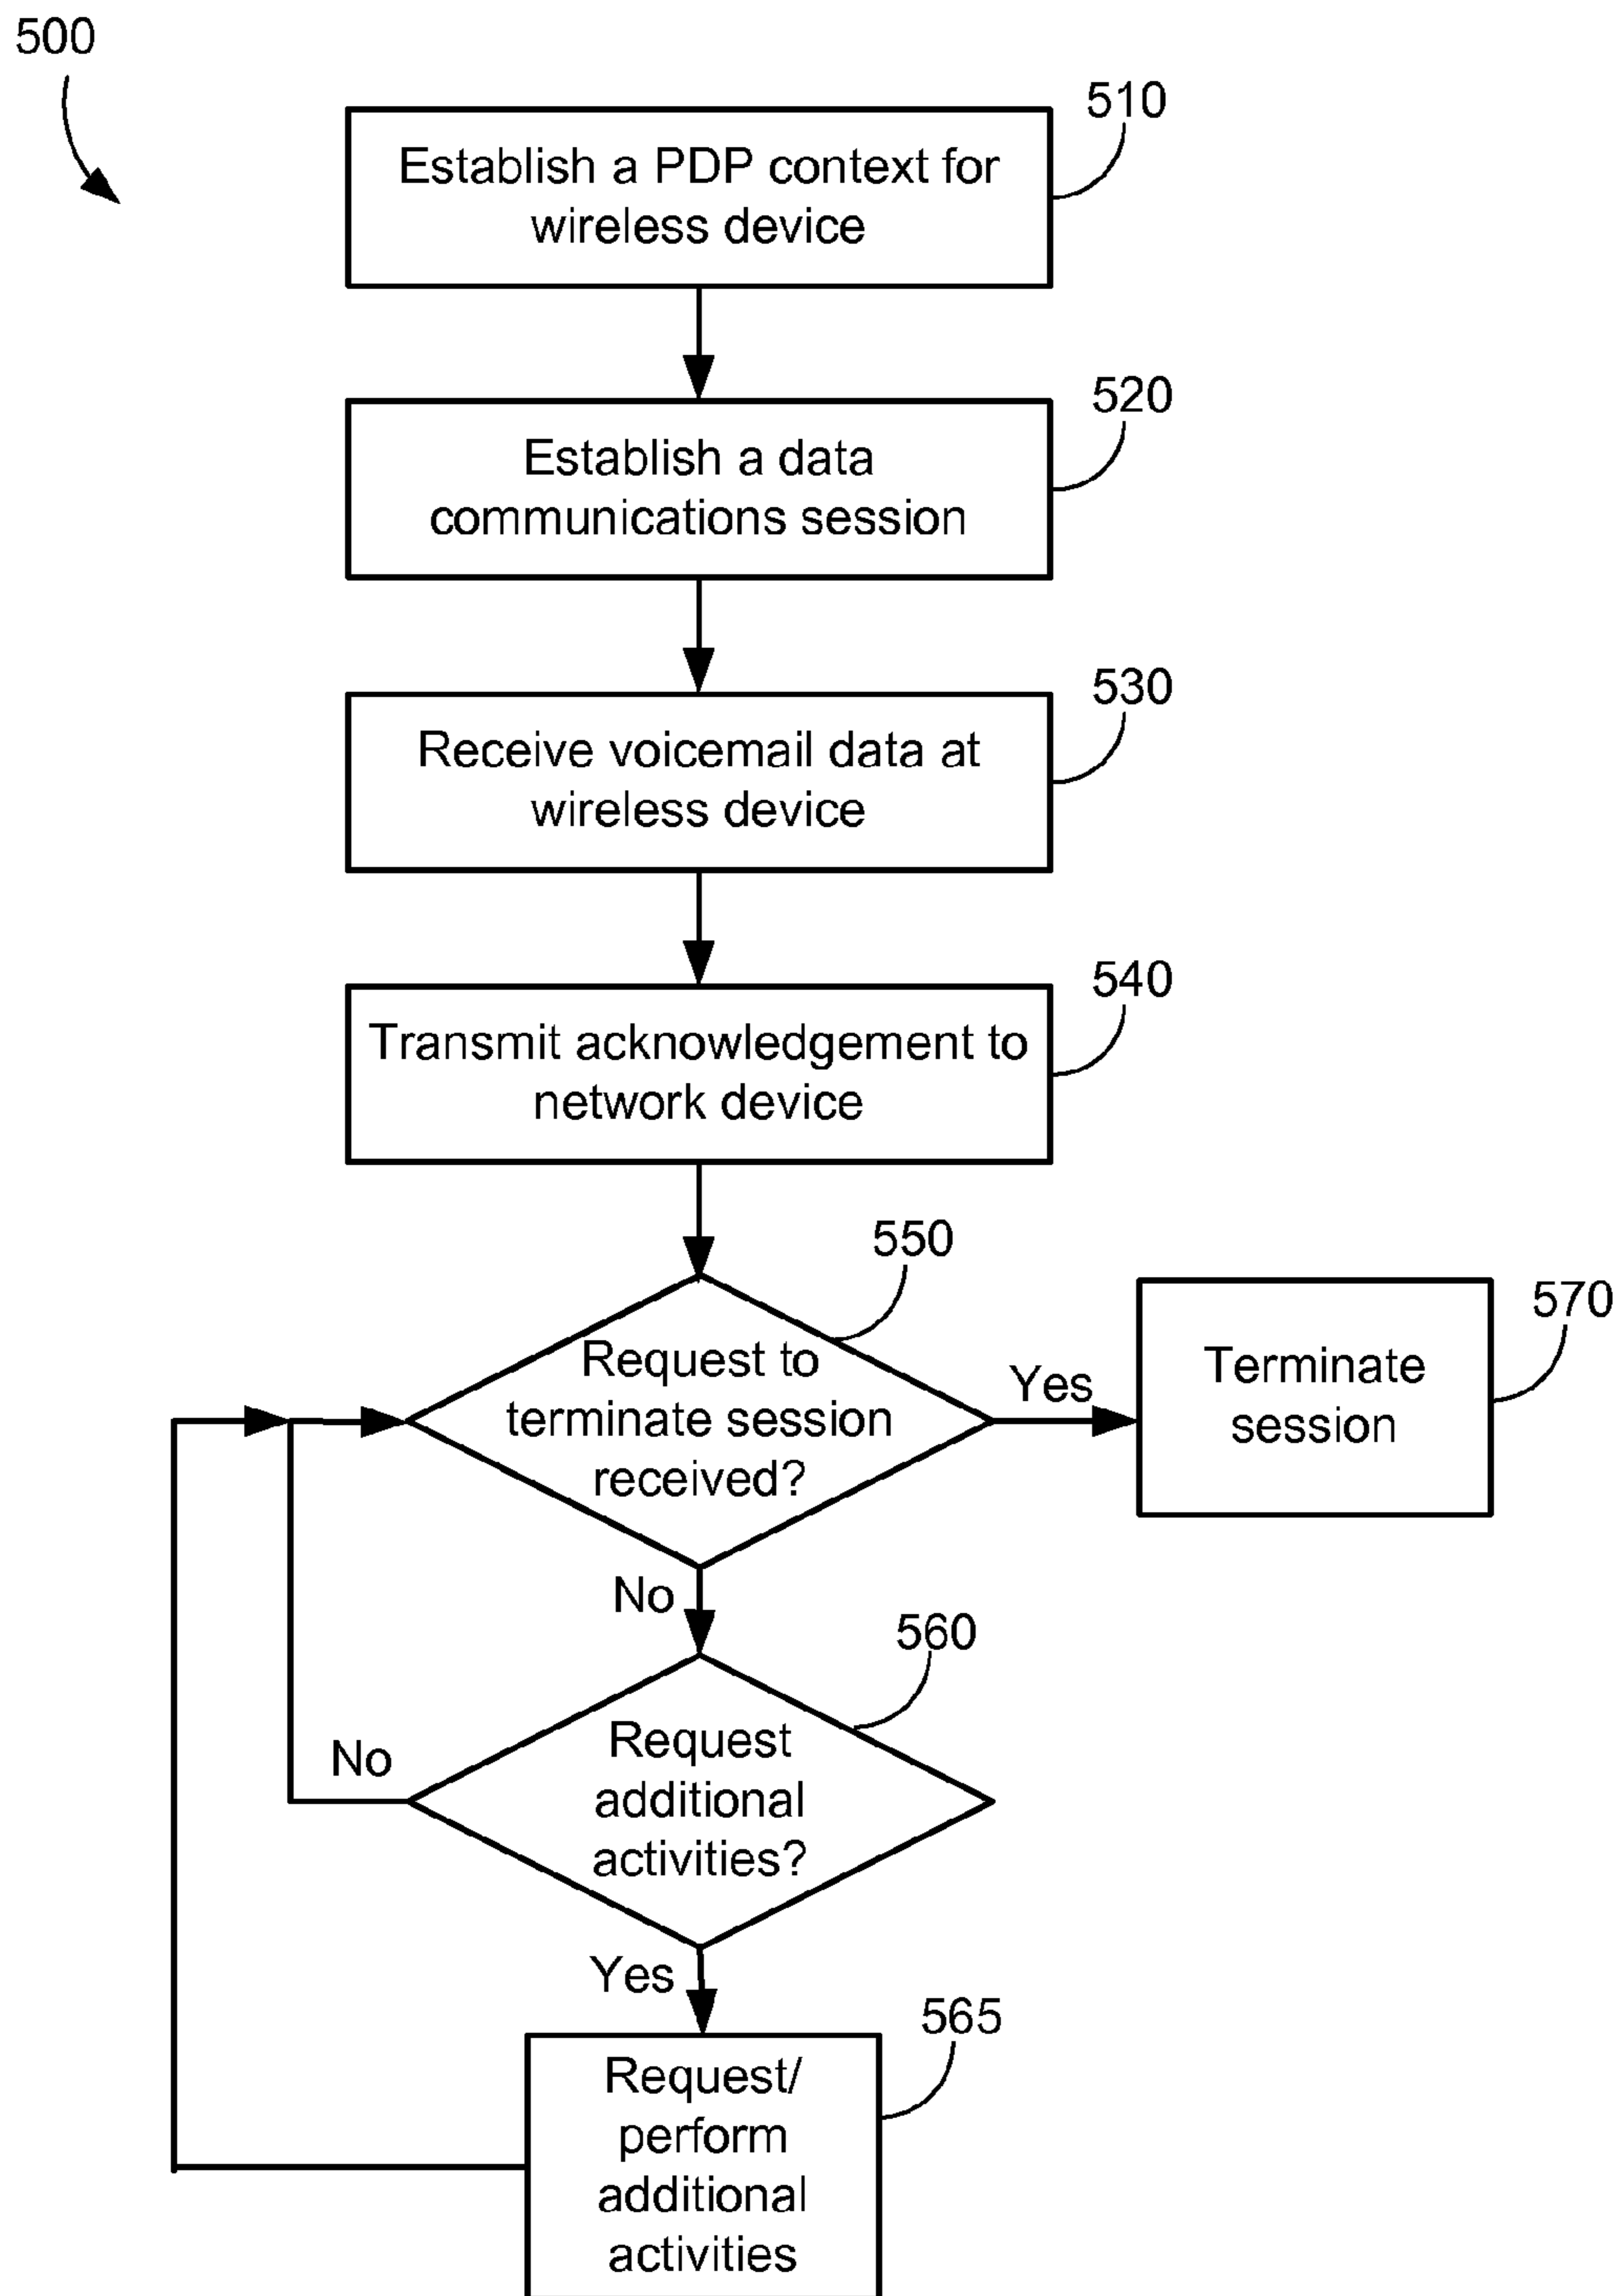 500
510
Establish a PDP context for
wireless device
520
Establish a data
communications session
530
Receive voicemail data at
wireless device
540
Transmit acknowledgement to
network device
550
Request to
terminate session
received?
Yes
570
Terminate
session
No
560
Request
additional
activities?
No
Yes
565
Request/
perform
additional
activities